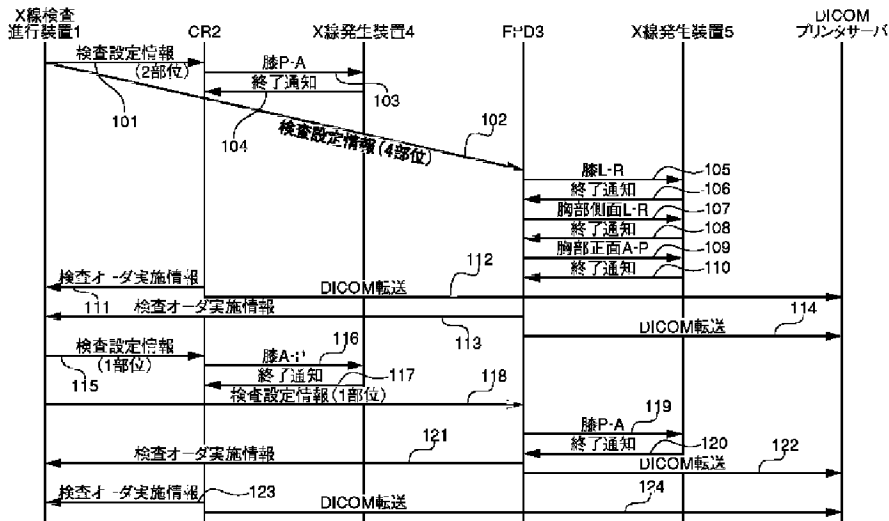 X線検査
進行装置1
CR2
X線発生装置4
FPD3
X線発生装置5
DICOM
プリンタサーバ
検査設定情報
(2部位)
101
膝P-A
103
終了通知
104
検査設定情報(4部位)
102
膝L-R
105
終了通知
106
胸部側面L-R
107
終了通知
108
胸部正面A-P
109
終了通知
110
検査オーダ実施情報
111
DICOM転送
112
検査オーダ実施情報
113
DICOM転送
114
検査設定情報
(1部位)
115
膝A-P
116
終了通知
117
検査設定情報(1部位)
118
膝P-A
119
終了通知
120
検査オーダ実施情報
121
DICOM転送
122
検査オーダ実施情報
123
DICOM転送
124